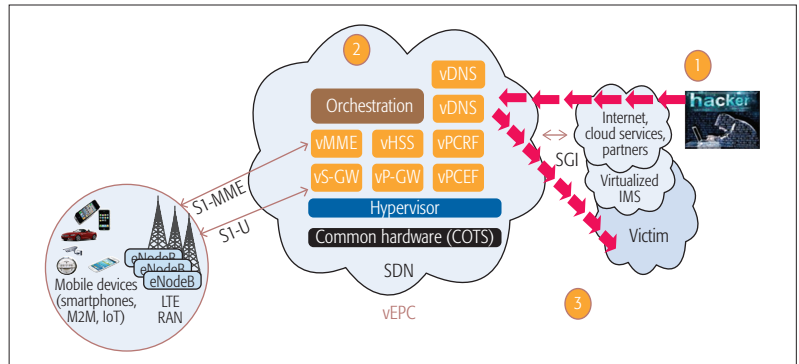 2
1
vDNS
Orchestration
vDNS
hacker
Internet,
cloud services,
partners
vMME
vHSS
vPCRF
SGI
S1-MME
vS-GW
vP-GW
vPCEF
Virtualized
IMS
S1-U
Hypervisor
Victim
Common hardware (COTS)
eNodeB
eNodeB
eNodeB
SDN
Mobile devices
(smartphones,
M2M, IoT)
LTE
RAN
vEPC
3